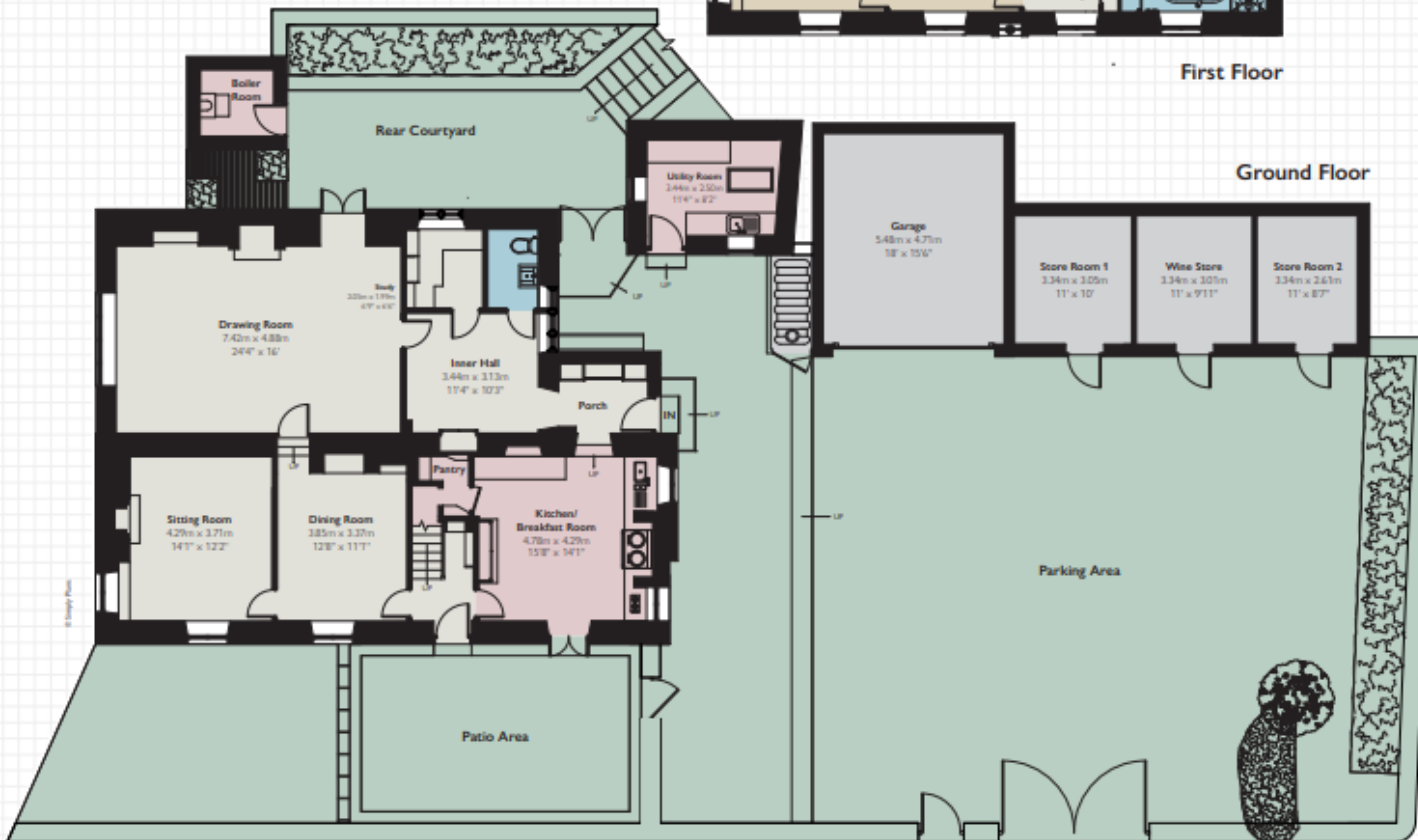 First Floor
Ground Floor
Boiler
Room
Rear Courtyard
UP
Utility Room
3.44m x 2.50m
11'4" x 8'2"
UP
UP
Garage
5.48m x 4.71m
18' x 15'6"
Store Room 1
3.34m x 3.05m
11' x 10'
Wine Store
3.34m x 3.01m
11' x 9'11"
Store Room 2
3.34m x 2.61m
11' x 8'7"
Study
Drawing Room
7.42m x 4.88m
24'4" x 16'
Inner Hall
3.44m x 3.13m
11'4" x 10'3"
Porch
IN
UP
UP
UP
Pantry
Sitting Room
4.29m x 3.71m
14'1" x 12'2"
Dining Room
3.85m x 3.37m
12'8" x 11'1"
Kitchen/
Breakfast Room
4.78m x 4.29m
15'8" x 14'1"
UP
UP
Parking Area
Patio Area
© Simply Plans